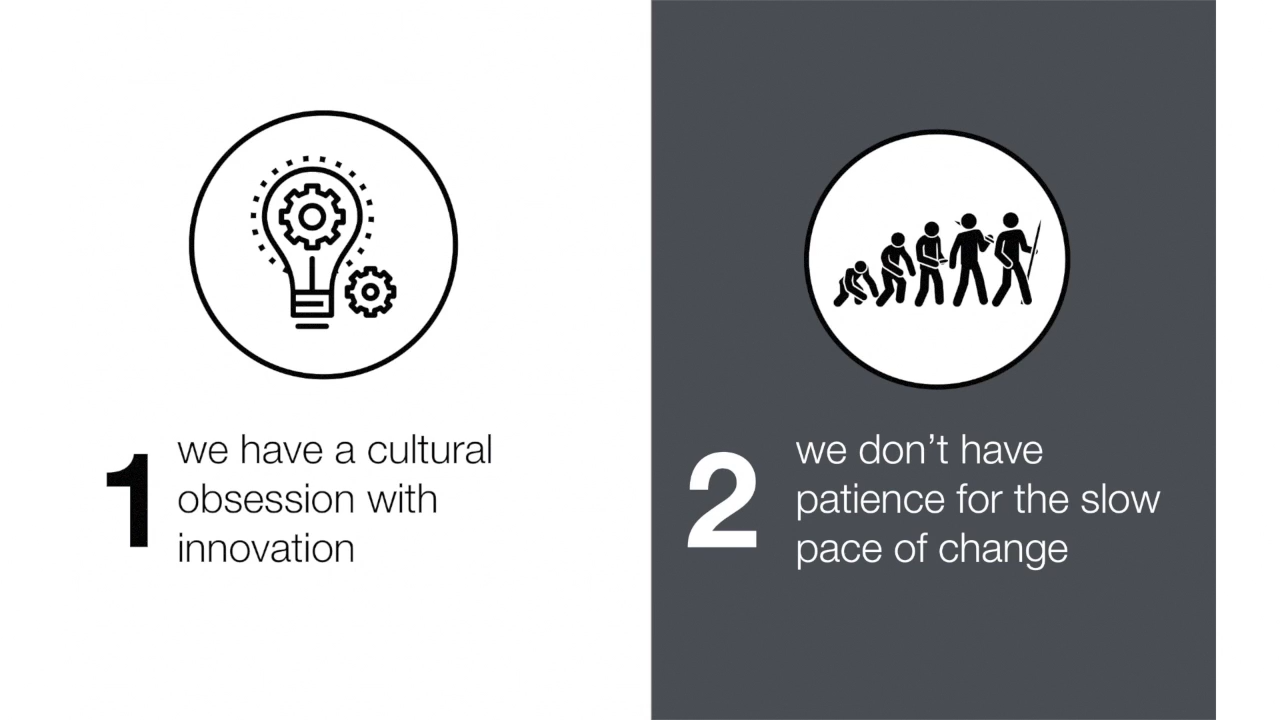 1
we have a cultural
obsession with
innovation
2
we don’t have
patience for the slow
pace of change